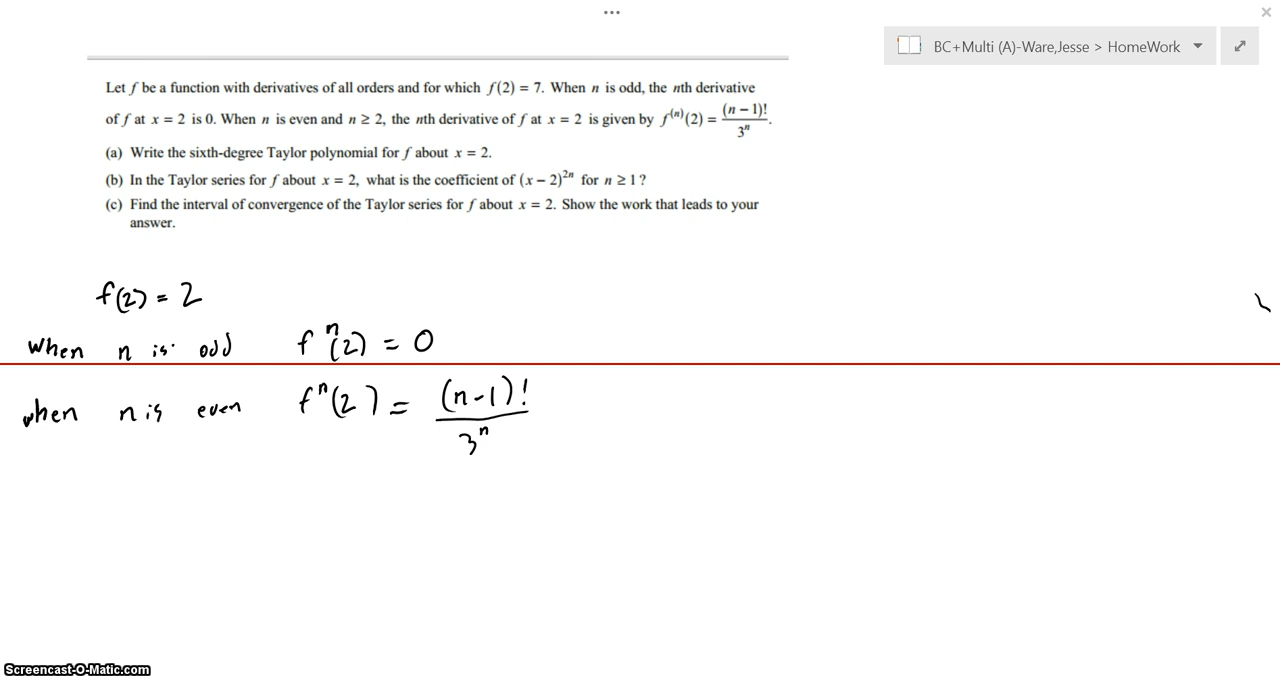 ...
BC+Multi (A)-Ware,Jesse > HomeWork
Let f be a function with derivatives of all orders and for which f(2) = 7. When n is odd, the nth derivative
of f at x = 2 is 0. When n is even and n ≥ 2, the nth derivative of f at x = 2 is given by f⁽ⁿ⁾(2) = (n – 1)!/3ⁿ.
(a) Write the sixth-degree Taylor polynomial for f about x = 2.
(b) In the Taylor series for f about x = 2, what is the coefficient of (x – 2)²ⁿ for n ≥ 1?
(c) Find the interval of convergence of the Taylor series for f about x = 2. Show the work that leads to your
answer.
f(2) = 2
when n is odd fⁿ(2) = 0
when n is even fⁿ(2) = (n-1)!/3ⁿ
Screencast-O-Matic.com